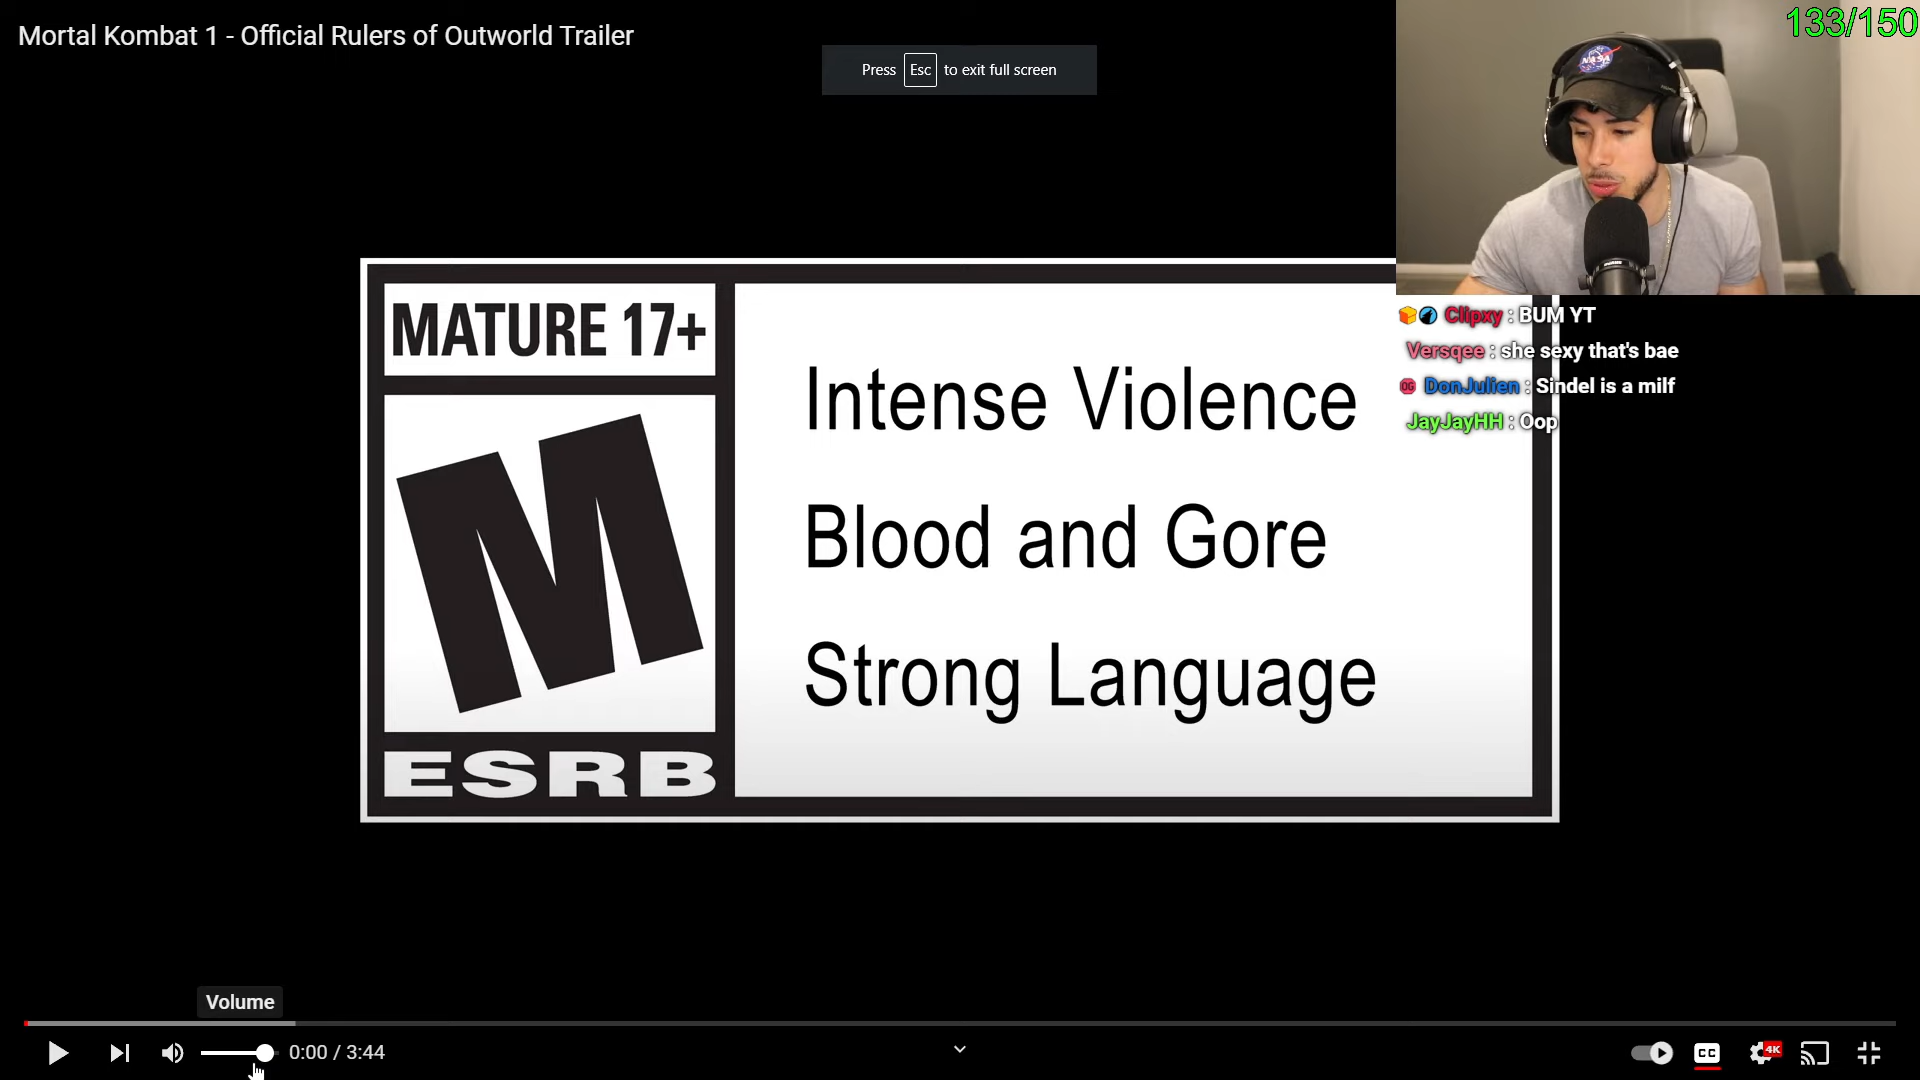 Mortal Kombat 1 - Official Rulers of Outworld Trailer
Press Esc to exit full screen
133/150
NASA
MATURE 17+
M
ESRB
Intense Violence
Blood and Gore
Strong Language
Clipxy : BUM YT
Versqee : she sexy that's bae
OG DonJulien : Sindel is a milf
JayJayHH : Oop
Volume
0:00 / 3:44
CC
4K